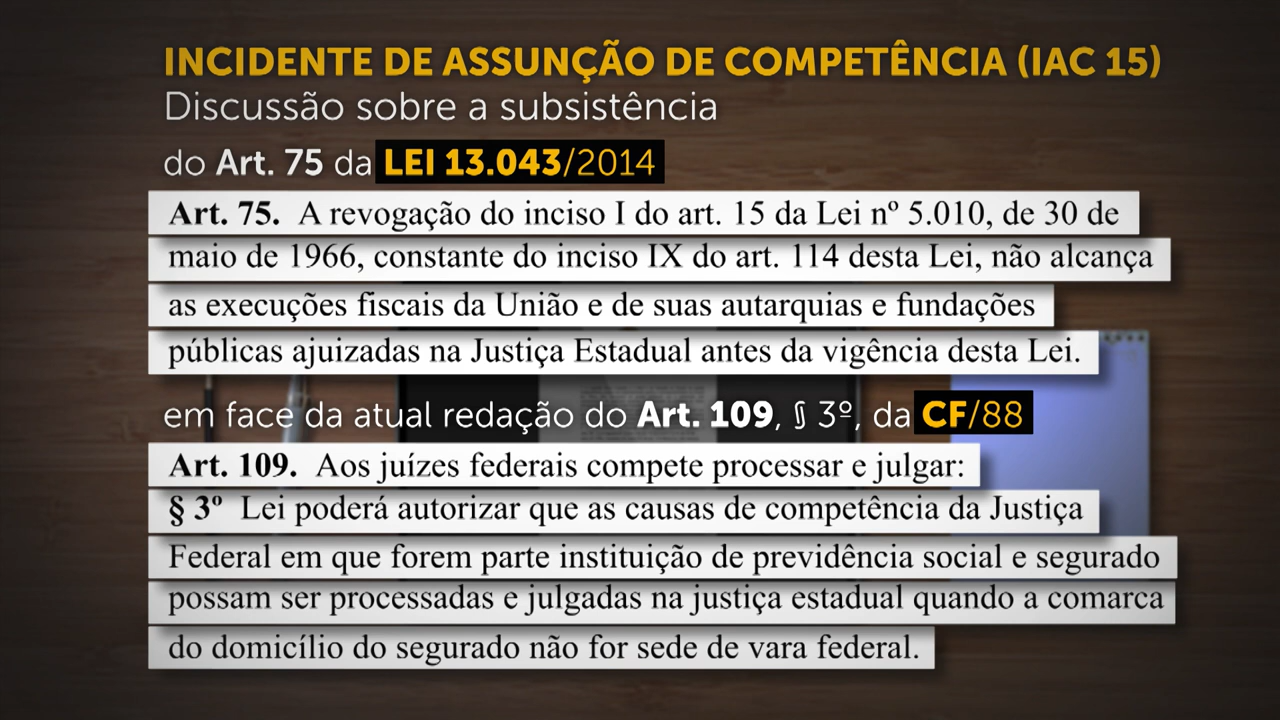 INCIDENTE DE ASSUNÇÃO DE COMPETÊNCIA (IAC 15)
Discussão sobre a subsistência
do Art. 75 da LEI 13.043/2014
Art. 75. A revogação do inciso I do art. 15 da Lei nº 5.010, de 30 de
maio de 1966, constante do inciso IX do art. 114 desta Lei, não alcança
as execuções fiscais da União e de suas autarquias e fundações
públicas ajuizadas na Justiça Estadual antes da vigência desta Lei.
em face da atual redação do Art. 109, § 3º, da CF/88
Art. 109. Aos juízes federais compete processar e julgar:
§ 3º Lei poderá autorizar que as causas de competência da Justiça
Federal em que forem parte instituição de previdência social e segurado
possam ser processadas e julgadas na justiça estadual quando a comarca
do domicílio do segurado não for sede de vara federal.